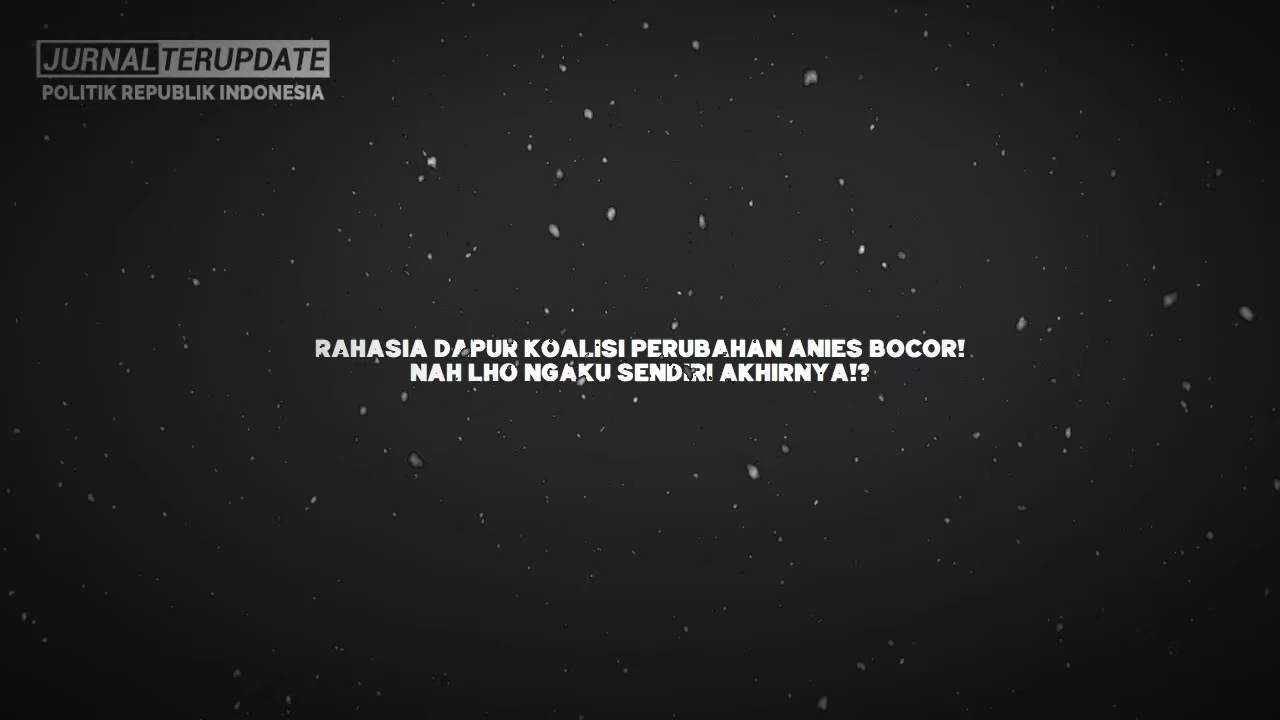 JURNALTERUPDATE
POLITIK REPUBLIK INDONESIA
RAHASIA DAPUR KOALISI PERUBAHAN ANIES BOCOR!
NAH LHO NGAKU SENDIRI AKHIRNYA!?